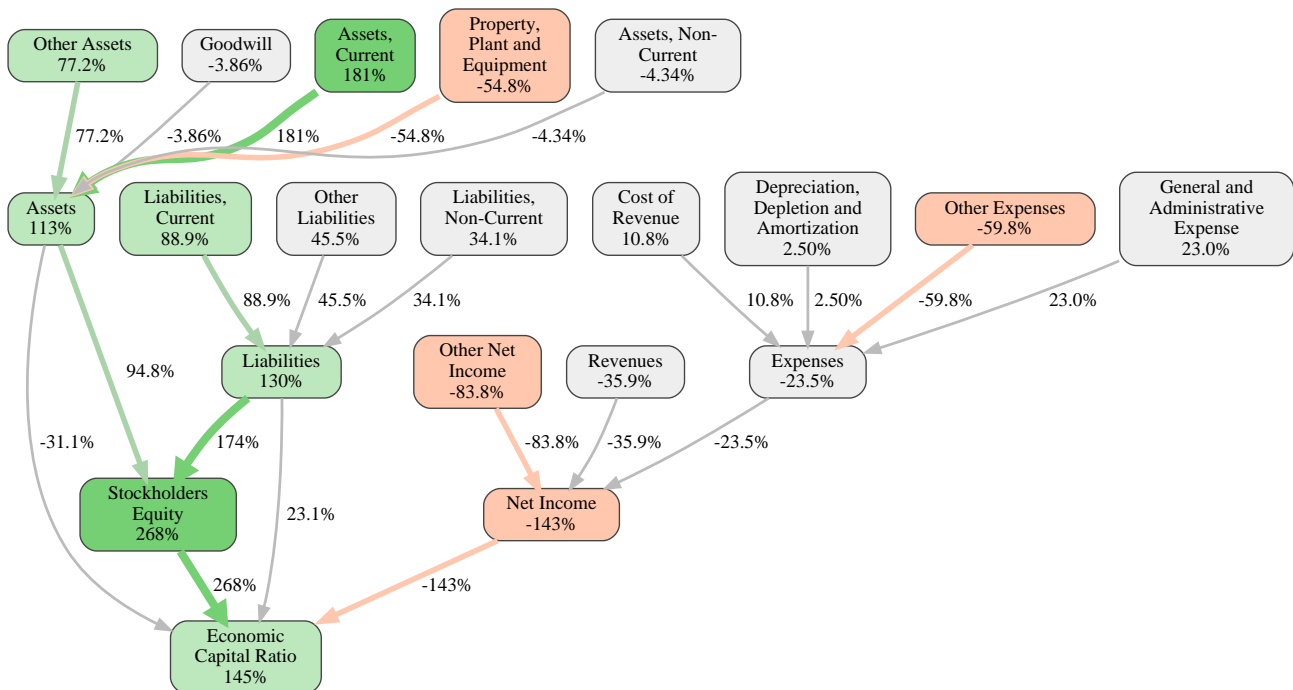 Other Assets
77.2%
Goodwill
-3.86%
Assets,
Current
181%
Property,
Plant and
Equipment
-54.8%
Assets, Non-
Current
-4.34%
77.2%
-3.86%
181%
-54.8%
-4.34%
Assets
113%
Liabilities,
Current
88.9%
Other
Liabilities
45.5%
Liabilities,
Non-Current
34.1%
Cost of
Revenue
10.8%
Depreciation,
Depletion and
Amortization
2.50%
Other Expenses
-59.8%
General and
Administrative
Expense
23.0%
88.9%
45.5%
34.1%
10.8%
2.50%
-59.8%
23.0%
94.8%
Liabilities
130%
Other Net
Income
-83.8%
Revenues
-35.9%
Expenses
-23.5%
-31.1%
174%
-83.8%
-35.9%
-23.5%
Stockholders
Equity
268%
23.1%
Net Income
-143%
268%
-143%
Economic
Capital Ratio
145%